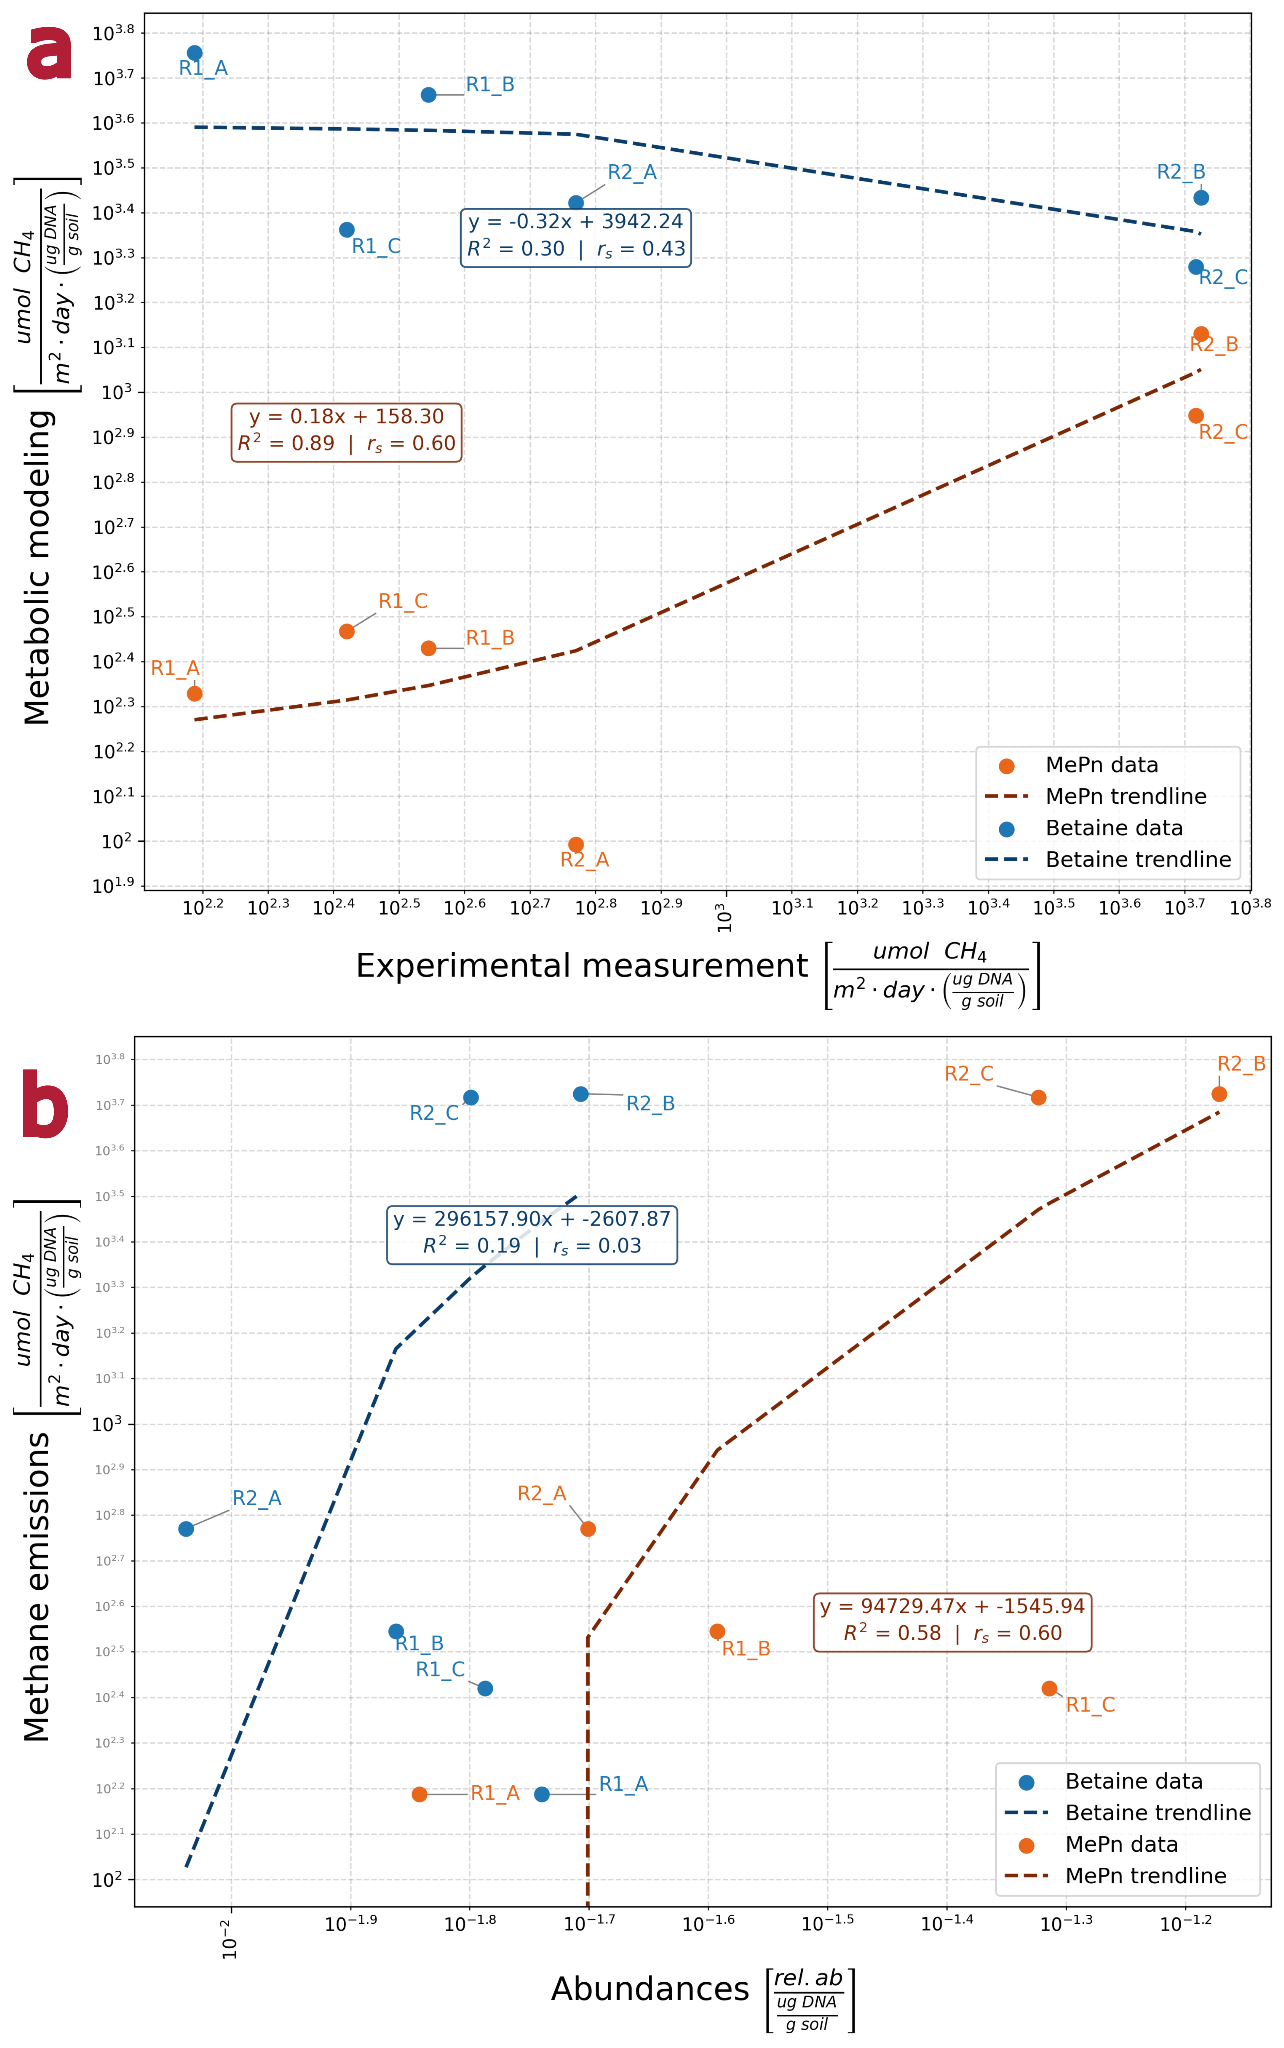 a
10^3.8
10^3.7
10^3.6
10^3.5
10^3.4
10^3.3
10^3.2
10^3.1
10^3
10^2.9
10^2.8
10^2.7
10^2.6
10^2.5
10^2.4
10^2.3
10^2.2
10^2.1
10^2
10^1.9
Metabolic modeling [umol CH4 / m^2 · day · (ug DNA / g soil)]
R1_A
R1_B
R2_A
R2_B
R1_C
R2_C
y = -0.32x + 3942.24
R^2 = 0.30 | r_s = 0.43
R2_B
R2_C
y = 0.18x + 158.30
R^2 = 0.89 | r_s = 0.60
R1_C
R1_B
R1_A
R2_A
MePn data
MePn trendline
Betaine data
Betaine trendline
10^2.2 10^2.3 10^2.4 10^2.5 10^2.6 10^2.7 10^2.8 10^2.9 10^3 10^3.1 10^3.2 10^3.3 10^3.4 10^3.5 10^3.6 10^3.7 10^3.8
Experimental measurement [umol CH4 / m^2 · day · (ug DNA / g soil)]
b
10^3.8
10^3.7
10^3.6
10^3.5
10^3.4
10^3.3
10^3.2
10^3.1
10^3
10^2.9
10^2.8
10^2.7
10^2.6
10^2.5
10^2.4
10^2.3
10^2.2
10^2.1
10^2
Methane emissions [umol CH4 / m^2 · day · (ug DNA / g soil)]
R2_C
R2_B
R2_C
R2_B
y = 296157.90x + -2607.87
R^2 = 0.19 | r_s = 0.03
R2_A
R2_A
y = 94729.47x + -1545.94
R^2 = 0.58 | r_s = 0.60
R1_B
R1_B
R1_C
R1_C
R1_A
R1_A
Betaine data
Betaine trendline
MePn data
MePn trendline
10^-2 10^-1.9 10^-1.8 10^-1.7 10^-1.6 10^-1.5 10^-1.4 10^-1.3 10^-1.2
Abundances [rel. ab / ug DNA / g soil]